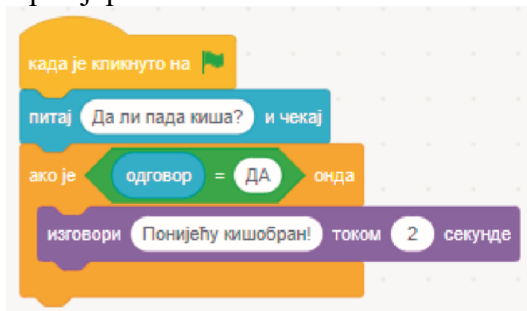 када је кликнуто на
питај Да ли пада киша? и чекај
ако је одговор = ДА онда
изговори Понијећу кишобран! током 2 секунде